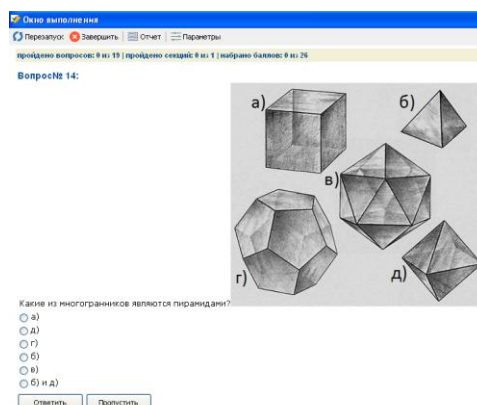 Окно выполнения
Перезапуск Завершить Отчет Параметры
пройдено вопросов: 0 из 19 | пройдено секций: 0 из 1 | набрано баллов: 0 из 26
Вопрос№ 14:
а)
б)
в)
г)
д)
Какие из многогранников являются пирамидами?
а)
д)
г)
б)
в)
б) и д)
Ответить Пропустить